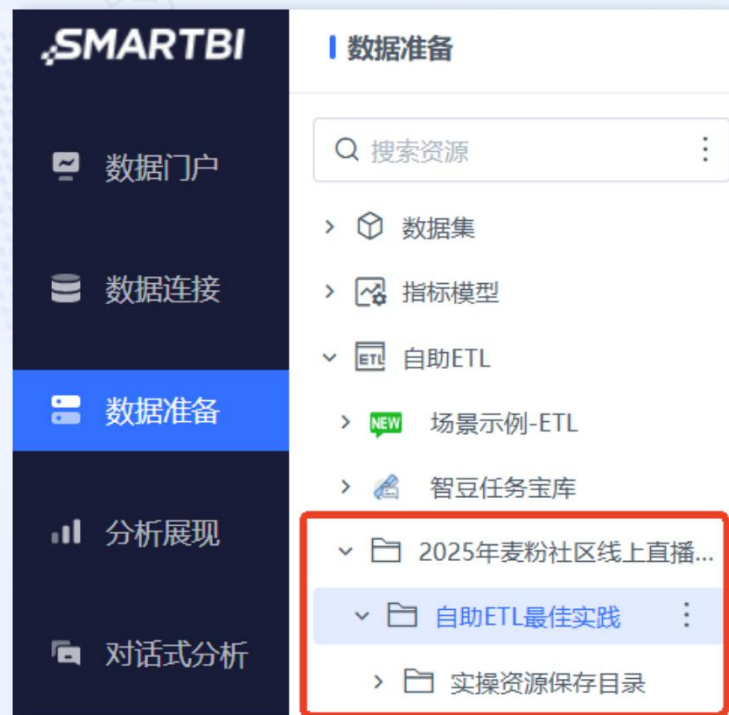 SMARTBI
数据门户
数据连接
数据准备
分析展现
对话式分析
数据准备
搜索资源
数据集
指标模型
ETL 自助ETL
NEW 场景示例-ETL
智豆任务宝库
2025年麦粉社区线上直播...
自助ETL最佳实践
实操资源保存目录